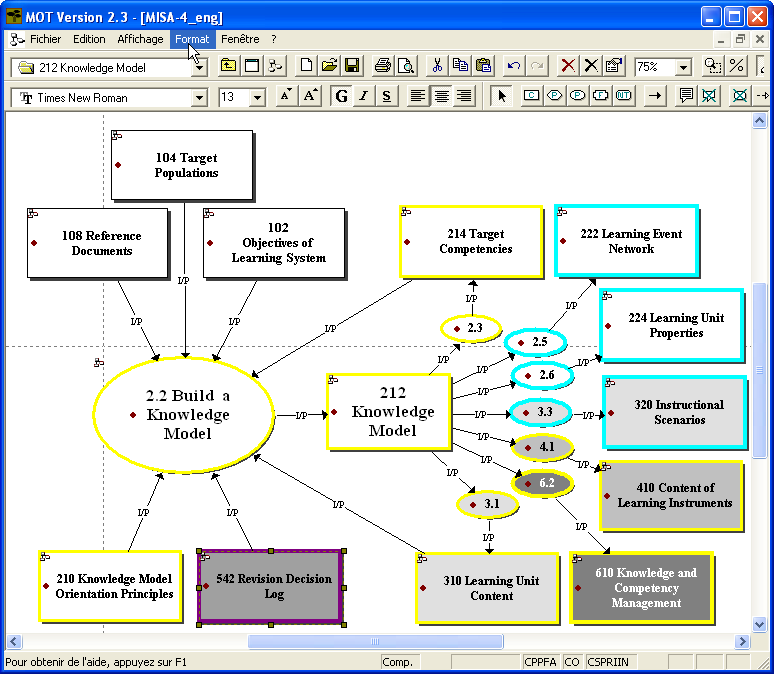 MOT Version 2.3 - [MISA-4_eng]
Fichier Edition Affichage Format Fenêtre ?
212 Knowledge Model
75%
Times New Roman
13
G I S
C P P F NT
104 Target
Populations
108 Reference
Documents
102
Objectives of
Learning System
214 Target
Competencies
222 Learning Event
Network
I/P
I/P
I/P
I/P
I/P
I/P
224 Learning Unit
Properties
2.3
2.5
I/P
I/P
2.6
I/P
I/P
2.2 Build a
Knowledge
Model
I/P
212
Knowledge
Model
I/P
3.3
I/P
320 Instructional
Scenarios
I/P
4.1
I/P
I/P
6.2
410 Content of
Learning Instruments
I/P
3.1
I/P
I/P
I/P
I/P
I/P
210 Knowledge Model
Orientation Principles
542 Revision Decision
Log
310 Learning Unit
Content
610 Knowledge and
Competency
Management
Pour obtenir de l'aide, appuyez sur F1
Comp.
CPPFA
CO
CSPRIIN